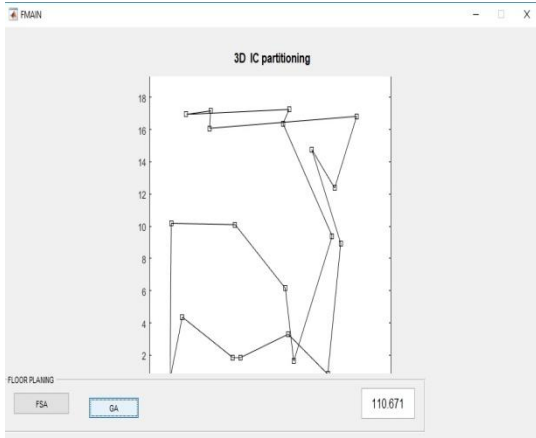 FMAIN
3D IC partitioning
18
16
14
12
10
8
6
4
2
FLOOR PLANING
FSA
GA
110.671